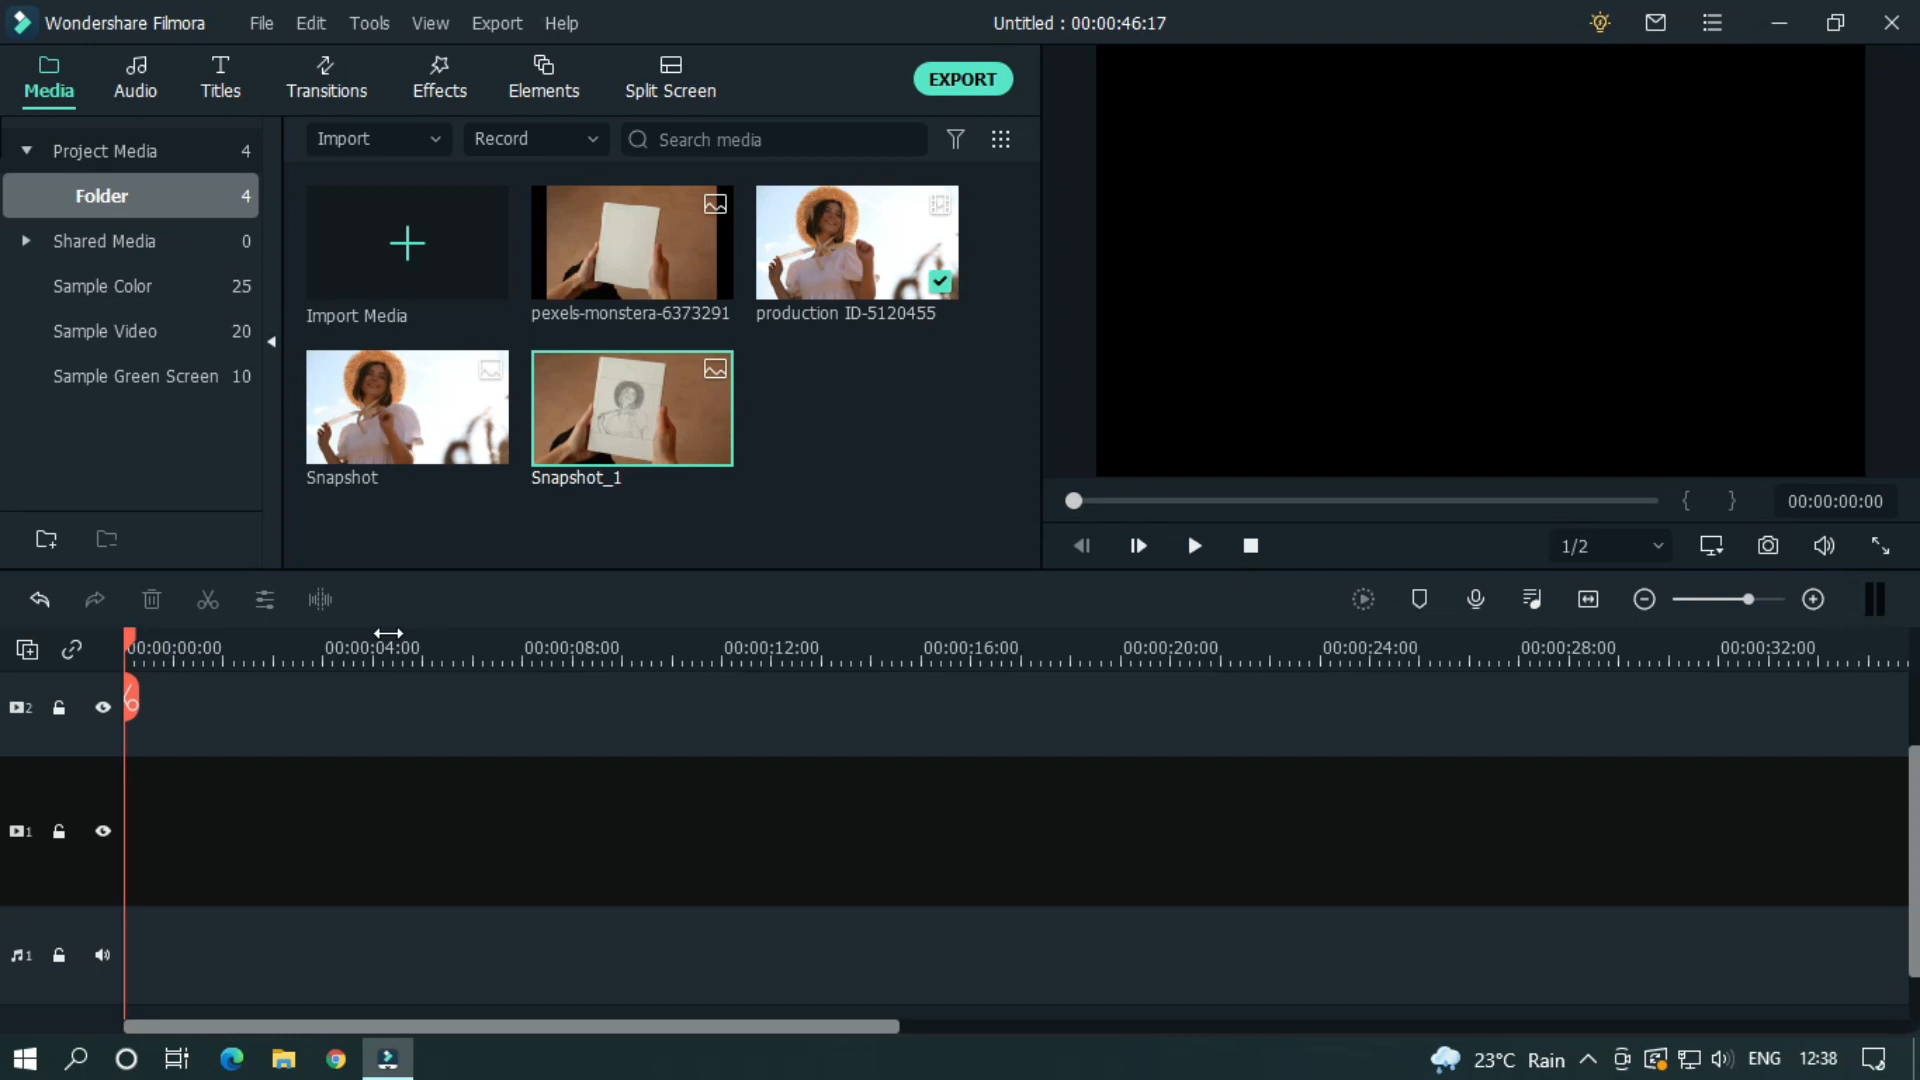 Wondershare Filmora File Edit Tools View Export Help Untitled : 00:00:46:17
Media Audio Titles Transitions Effects Elements Split Screen EXPORT
Project Media 4
Folder 4
Shared Media 0
Sample Color 25
Sample Video 20
Sample Green Screen 10
Import Record Search media
Import Media pexels-monstera-6373291 production ID-5120455
Snapshot Snapshot_1
{ } 00:00:00:00
1/2
00:00:00:00 00:00:04:00 00:00:08:00 00:00:12:00 00:00:16:00 00:00:20:00 00:00:24:00 00:00:28:00 00:00:32:00
2
1
1
23°C Rain ENG 12:38